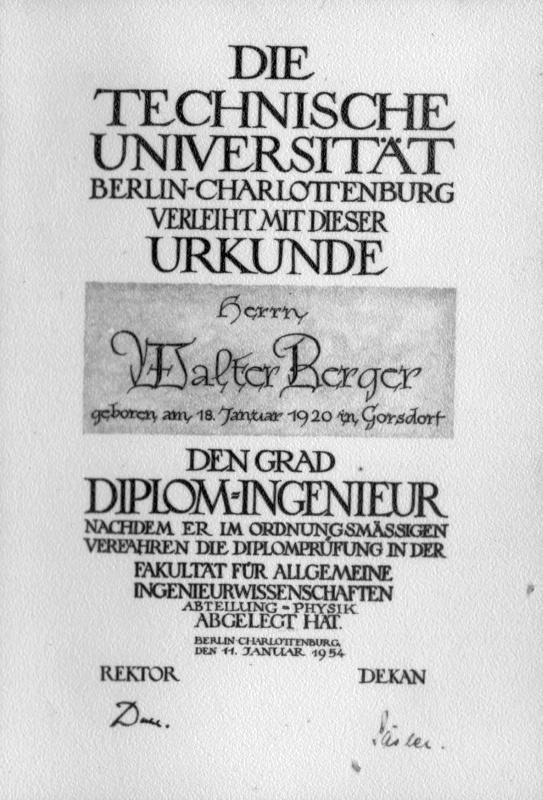 DIE
TECHNISCHE
UNIVERSITÄT
BERLIN-CHARLOTTENBURG
VERLEIHT MIT DIESER
URKUNDE
Herrn
Walter Berger
geboren am 18. Januar 1920 in Gorsdorf
DEN GRAD
DIPLOM=INGENIEUR
NACHDEM ER IM ORDNUNGSMÄSSIGEN
VERFAHREN DIE DIPLOMPRÜFUNG IN DER
FAKULTÄT FÜR ALLGEMEINE
INGENIEURWISSENSCHAFTEN
ABTEILUNG = PHYSIK
ABGELEGT HAT.
BERLIN-CHARLOTTENBURG,
DEN 11. JANUAR 1954
REKTOR DEKAN